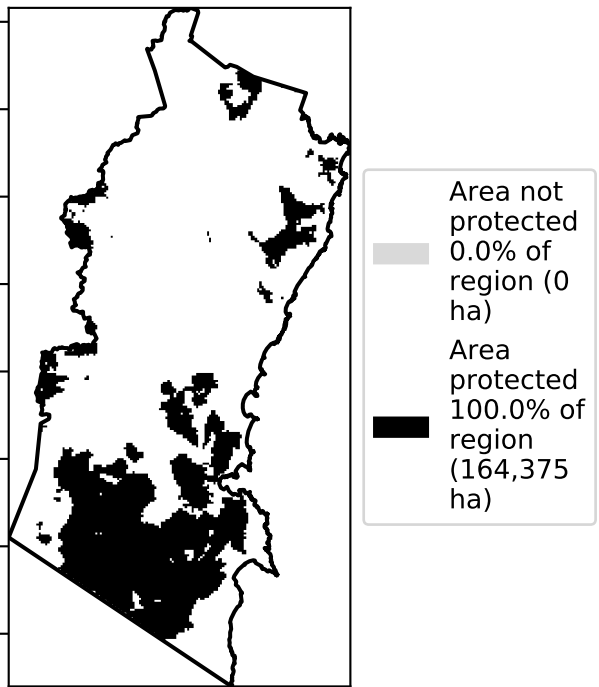 Area not
protected
0.0% of
region (0
ha)
Area
protected
100.0% of
region
(164,375
ha)